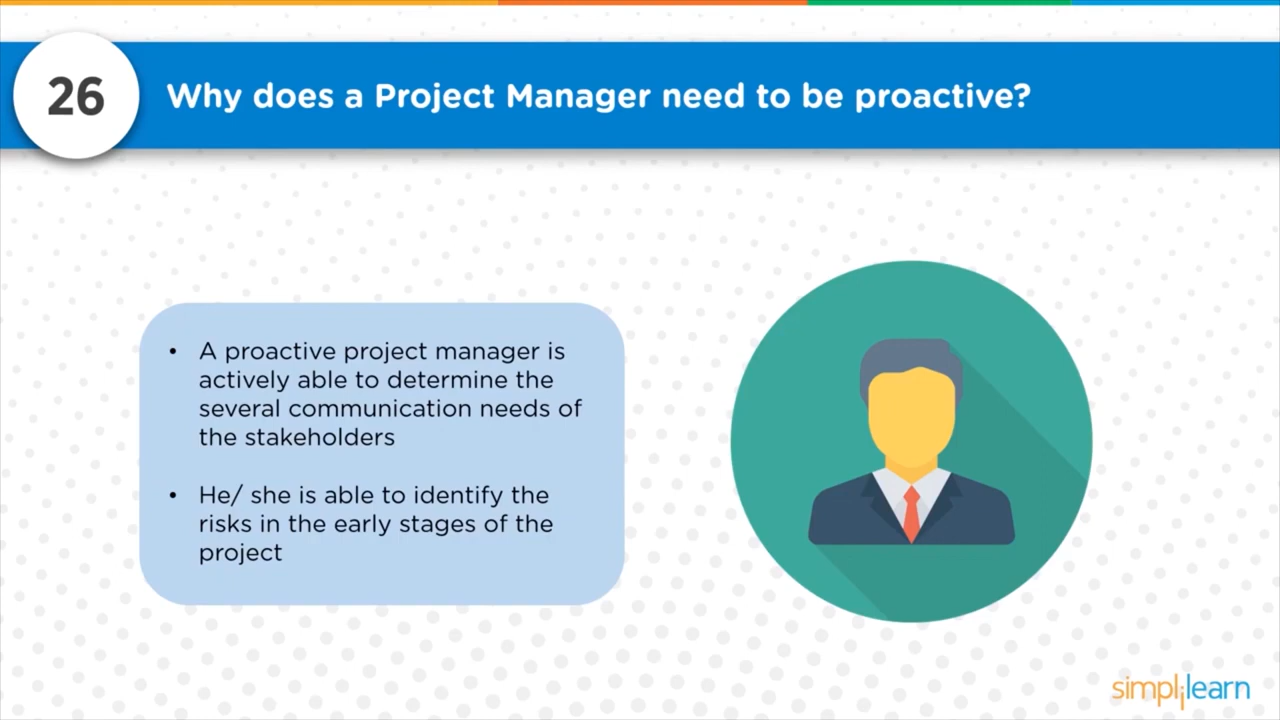 26
Why does a Project Manager need to be proactive?
• A proactive project manager is
actively able to determine the
several communication needs of
the stakeholders
• He/ she is able to identify the
risks in the early stages of the
project
simplilearn